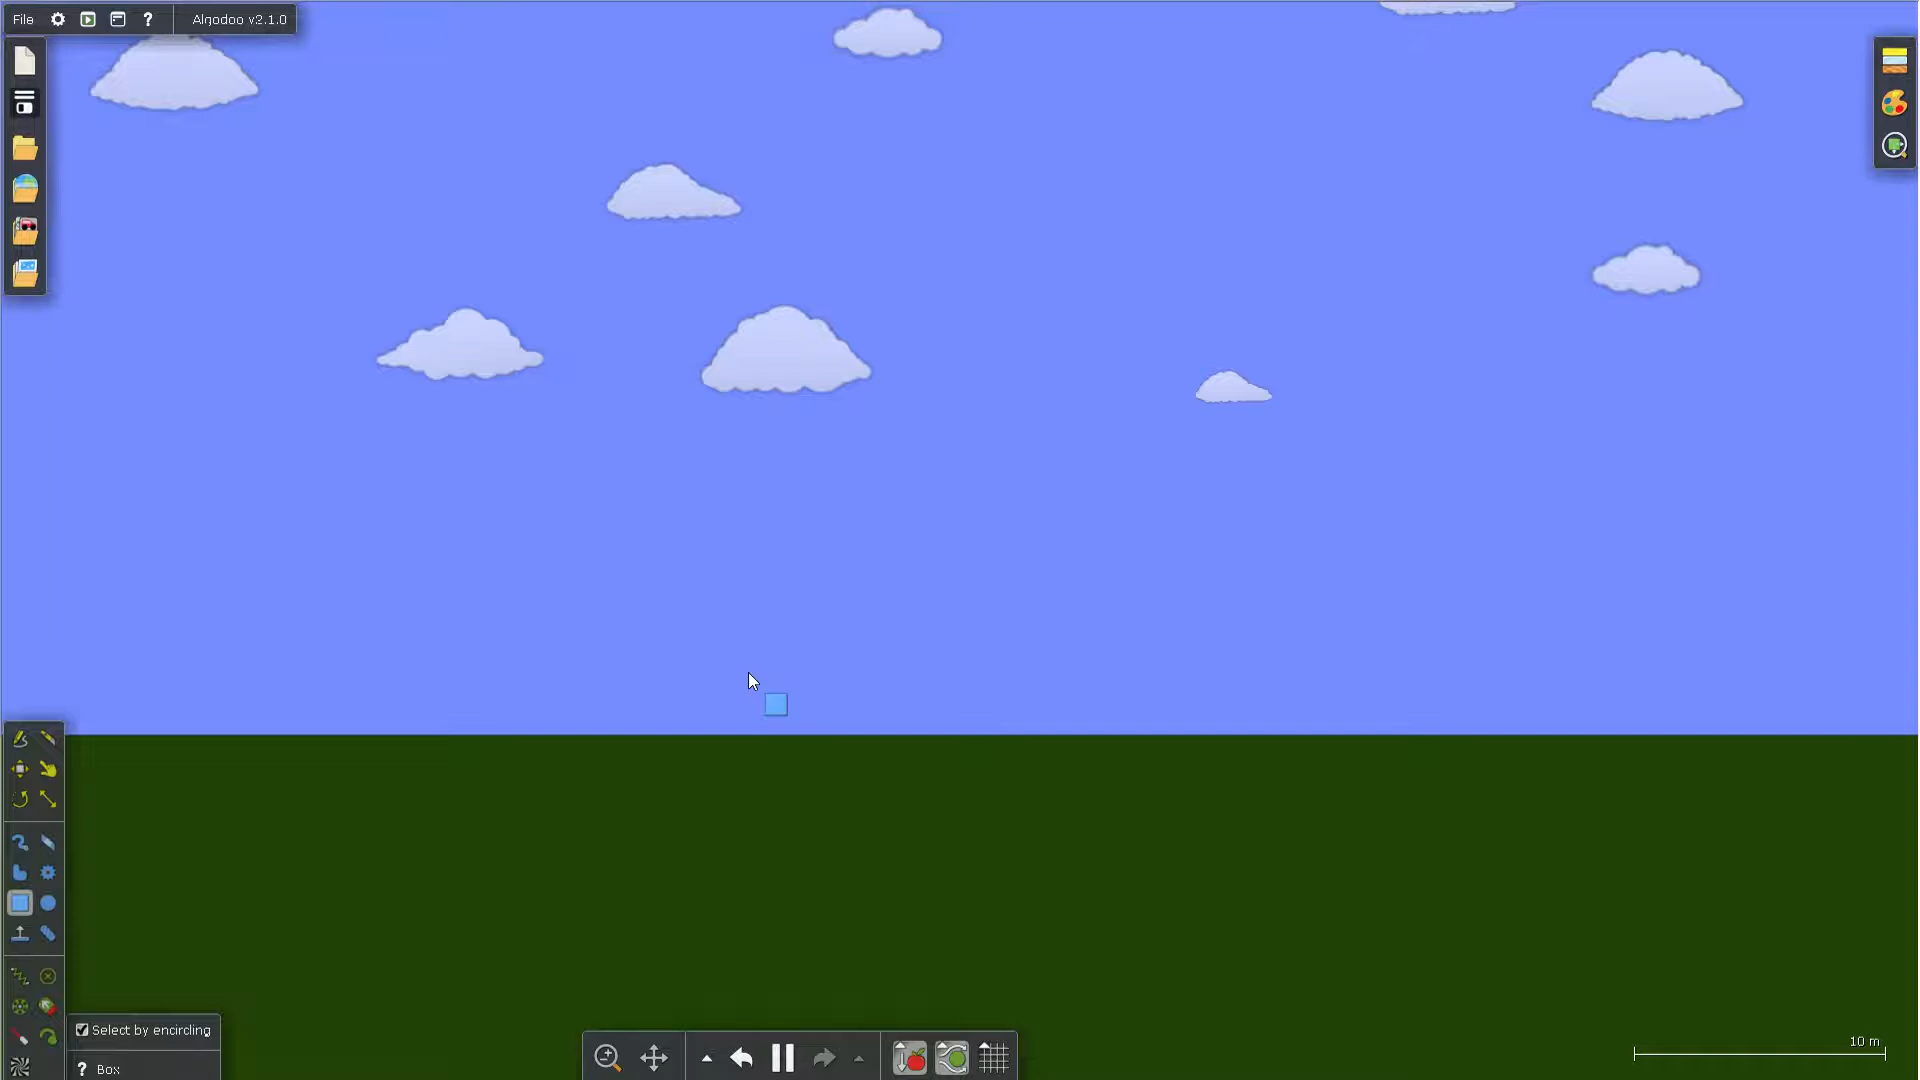 File ? Algodoo v2.1.0
Select by encircling
? Box
10 m